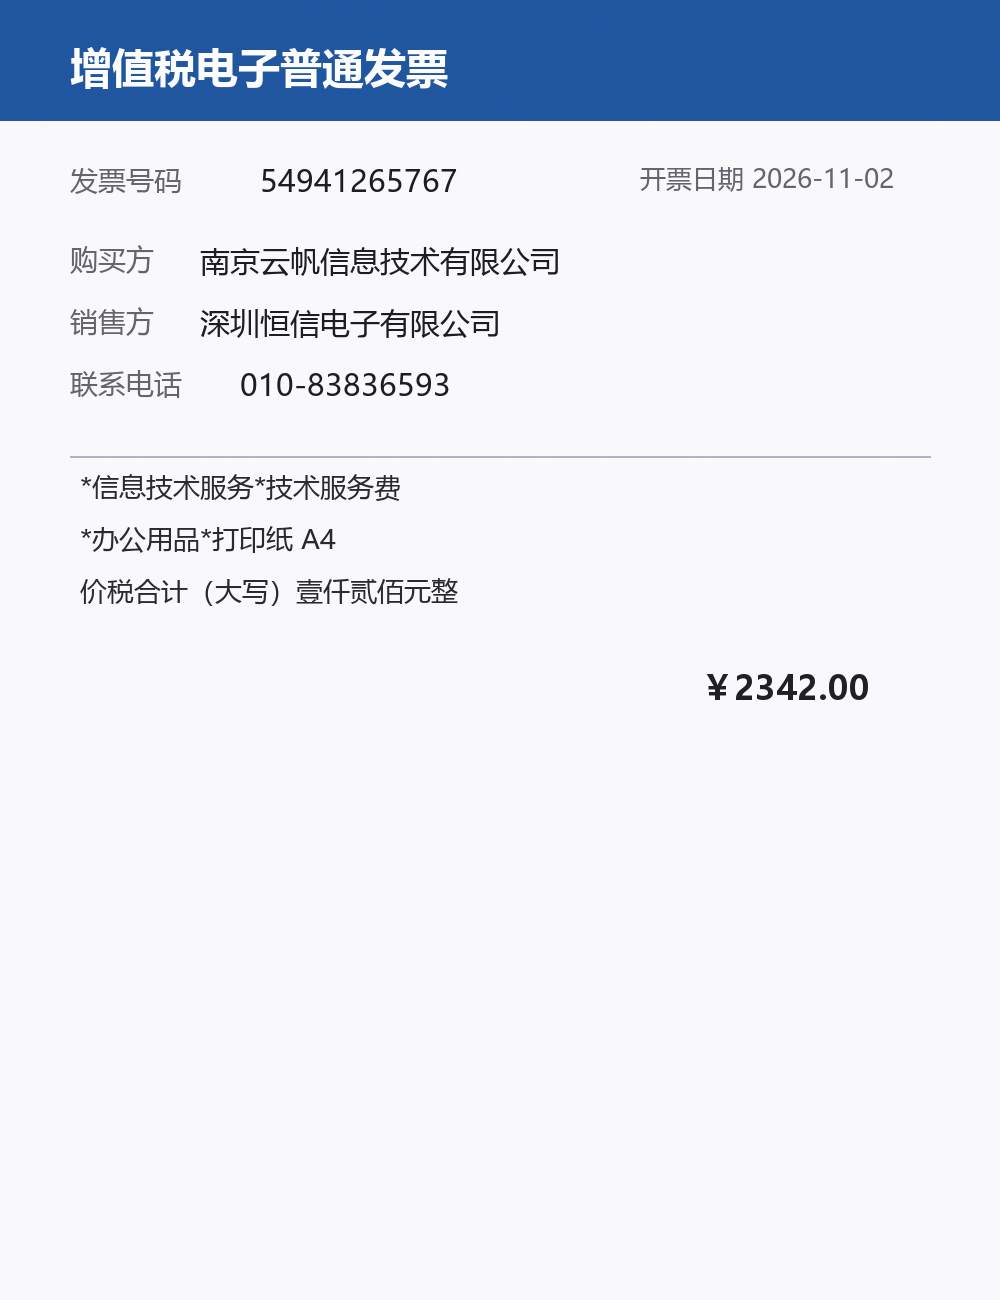 增值税电子普通发票
发票号码 54941265767 开票日期 2026-11-02
购买方 南京云帆信息技术有限公司
销售方 深圳恒信电子有限公司
联系电话 010-83836593
*信息技术服务*技术服务费
*办公用品*打印纸 A4
价税合计（大写）壹仟贰佰元整
¥2342.00